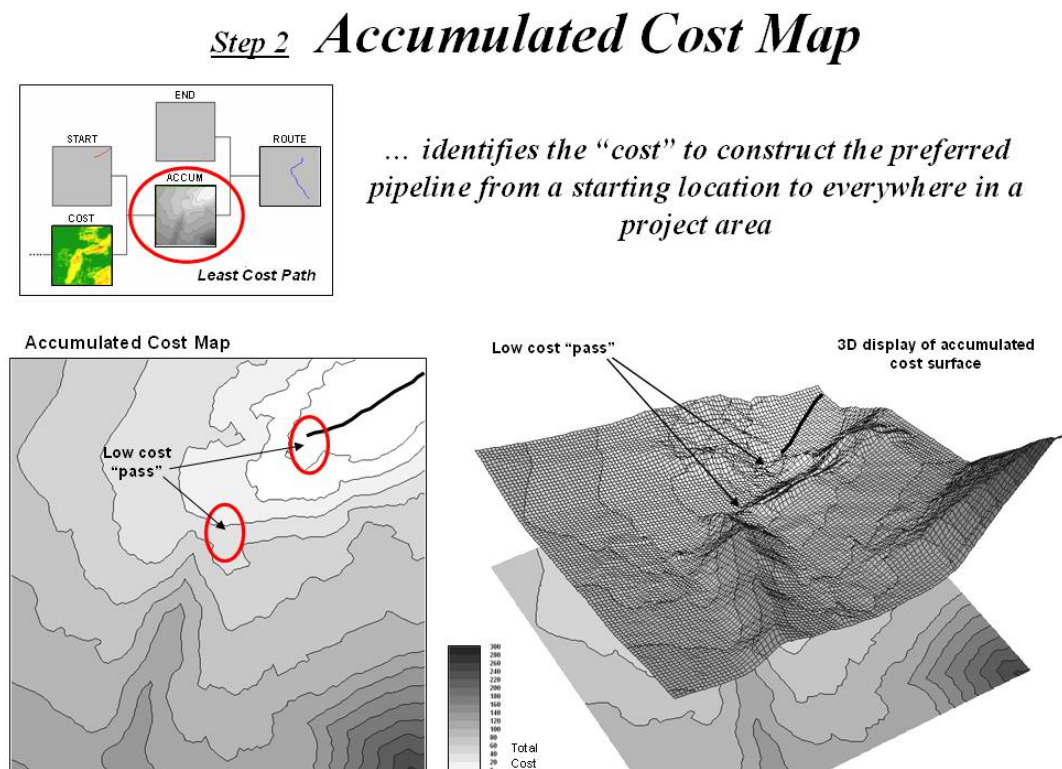 Step 2 Accumulated Cost Map
END
START
ROUTE
ACCUM
COST
Least Cost Path
… identifies the “cost” to construct the preferred
pipeline from a starting location to everywhere in a
project area
Accumulated Cost Map
Low cost
“pass”
Low cost “pass”
3D display of accumulated
cost surface
300
280
260
240
220
200
180
160
140
120
100
80
60
40
20
Total
Cost